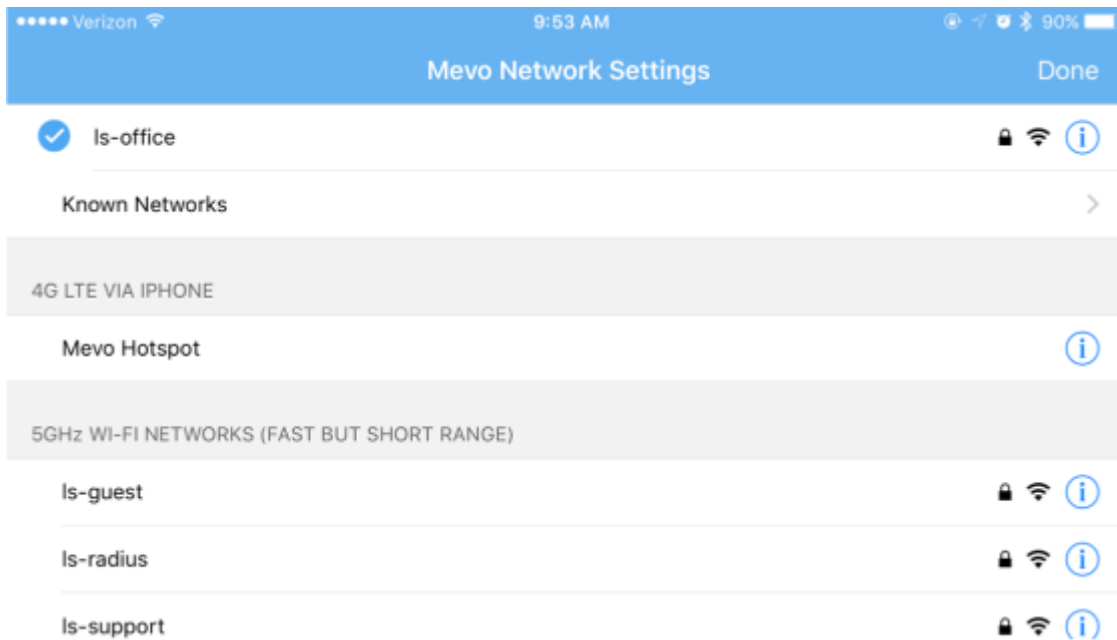 Verizon 9:53 AM 90%
Mevo Network Settings Done
ls-office
Known Networks
4G LTE VIA IPHONE
Mevo Hotspot
5GHz WI-FI NETWORKS (FAST BUT SHORT RANGE)
ls-guest
ls-radius
ls-support